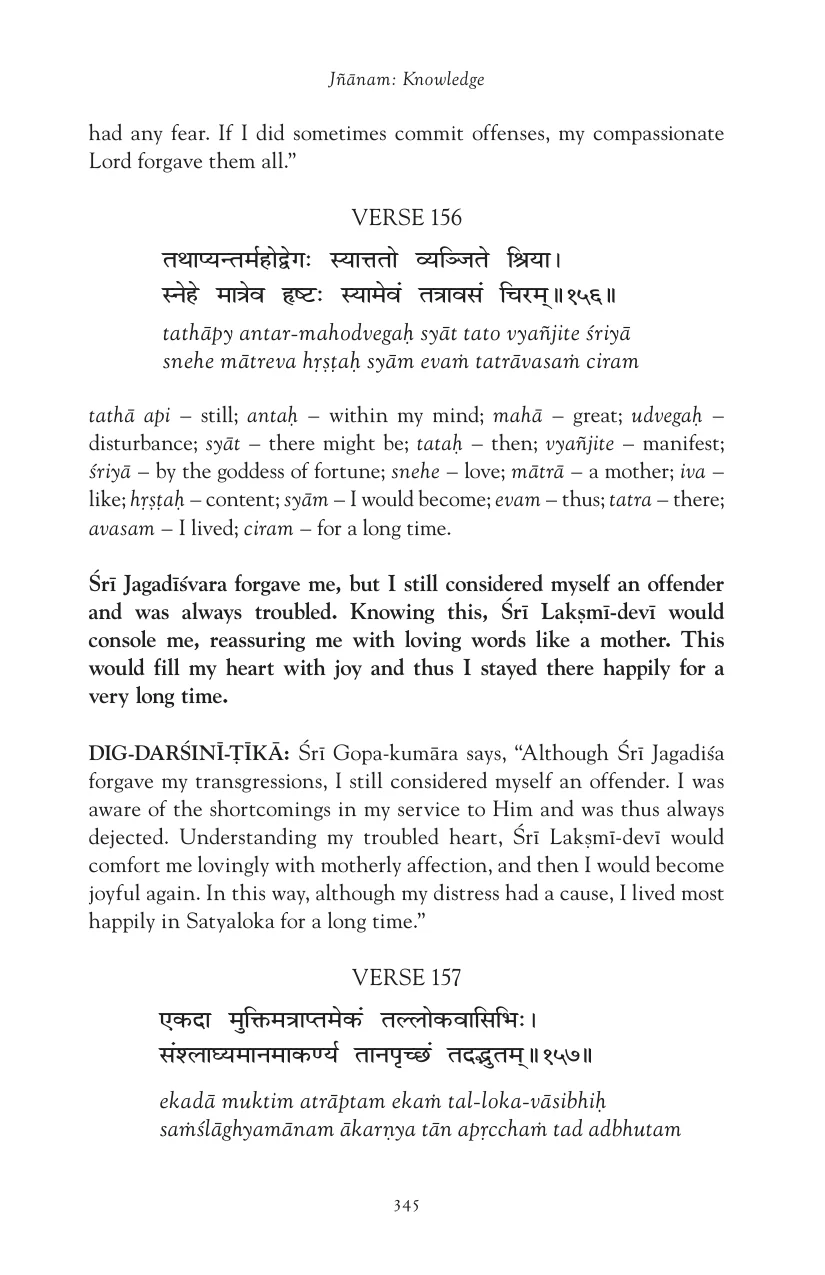 Jñānam: Knowledge
had any fear. If I did sometimes commit offenses, my compassionate
Lord forgave them all.”
VERSE 156
तथाप्यन्तर्महोद्वेगः स्यात्ततो व्यञ्जिते श्रिया।
स्नेहे मात्रेव हृष्टः स्यामेवं तत्रावसं चिरम्॥१५६॥
tathāpy antar-mahodvegaḥ syāt tato vyañjite śriyā
snehe mātreva hṛṣṭaḥ syām evaṁ tatrāvasaṁ ciram
tathā api – still; antaḥ – within my mind; mahā – great; udvegaḥ –
disturbance; syāt – there might be; tataḥ – then; vyañjite – manifest;
śriyā – by the goddess of fortune; snehe – love; mātrā – a mother; iva –
like; hṛṣṭaḥ – content; syām – I would become; evam – thus; tatra – there;
avasam – I lived; ciram – for a long time.
Śrī Jagadīśvara forgave me, but I still considered myself an offender
and was always troubled. Knowing this, Śrī Lakṣmī-devī would
console me, reassuring me with loving words like a mother. This
would fill my heart with joy and thus I stayed there happily for a
very long time.
DIG-DARŚINĪ-ṬĪKĀ: Śrī Gopa-kumāra says, “Although Śrī Jagadiśa
forgave my transgressions, I still considered myself an offender. I was
aware of the shortcomings in my service to Him and was thus always
dejected. Understanding my troubled heart, Śrī Lakṣmī-devī would
comfort me lovingly with motherly affection, and then I would become
joyful again. In this way, although my distress had a cause, I lived most
happily in Satyaloka for a long time.”
VERSE 157
एकदा मुक्तिमत्राप्तमेकं तल्लोकवासिभिः।
संश्लाघ्यमानमाकर्ण्य तानपृच्छं तदद्भुतम्॥१५७॥
ekadā muktim atrāptam ekaṁ tal-loka-vāsibhiḥ
saṁślāghyamānam ākarṇya tān apṛcchaṁ tad adbhutam
345